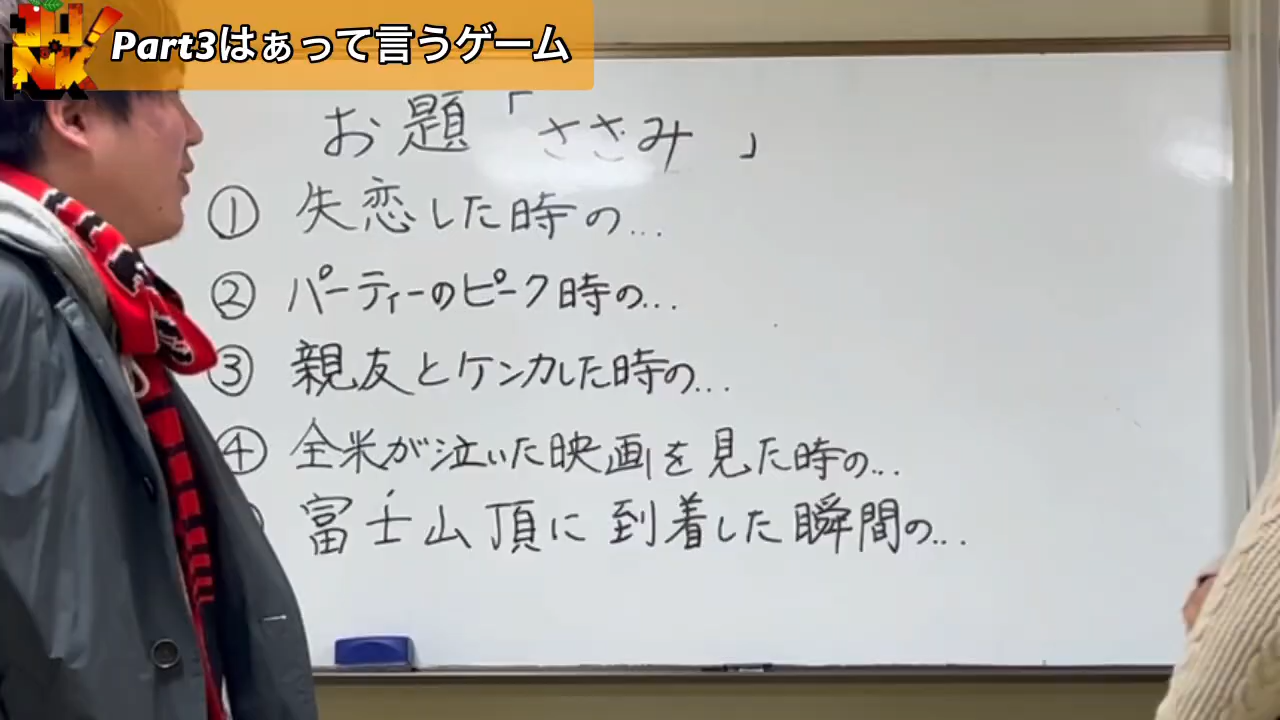 JUNK
Part3はぁって言うゲーム
お題「ささみ」
① 失恋した時の...
② パーティーのピーク時の...
③ 親友とケンカした時の...
④ 全米が泣いた映画を見た時の...
富士山頂に到着した瞬間の...